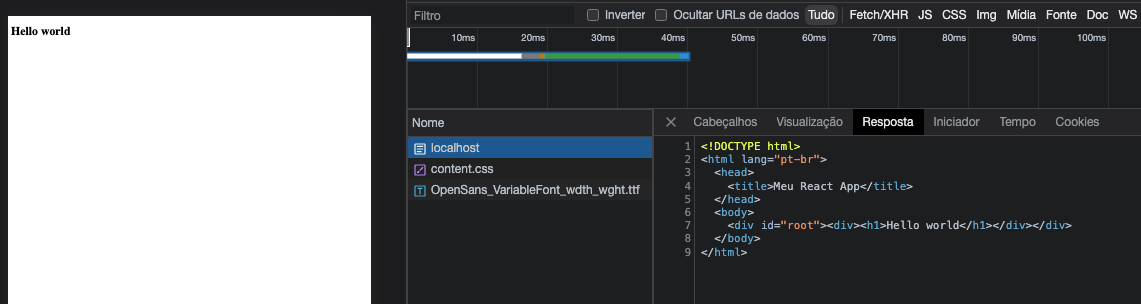 Hello world
Filtro
Inverter
Ocultar URLs de dados
Tudo
Fetch/XHR JS CSS Img Mídia Fonte Doc WS
10ms 20ms 30ms 40ms 50ms 60ms 70ms 80ms 90ms 100ms
Nome
localhost
content.css
OpenSans_VariableFont_wdth_wght.ttf
Cabeçalhos Visualização Resposta Iniciador Tempo Cookies
1 <!DOCTYPE html>
2 <html lang="pt-br">
3 <head>
4 <title>Meu React App</title>
5 </head>
6 <body>
7 <div id="root"><div><h1>Hello world</h1></div></div>
8 </body>
9 </html>